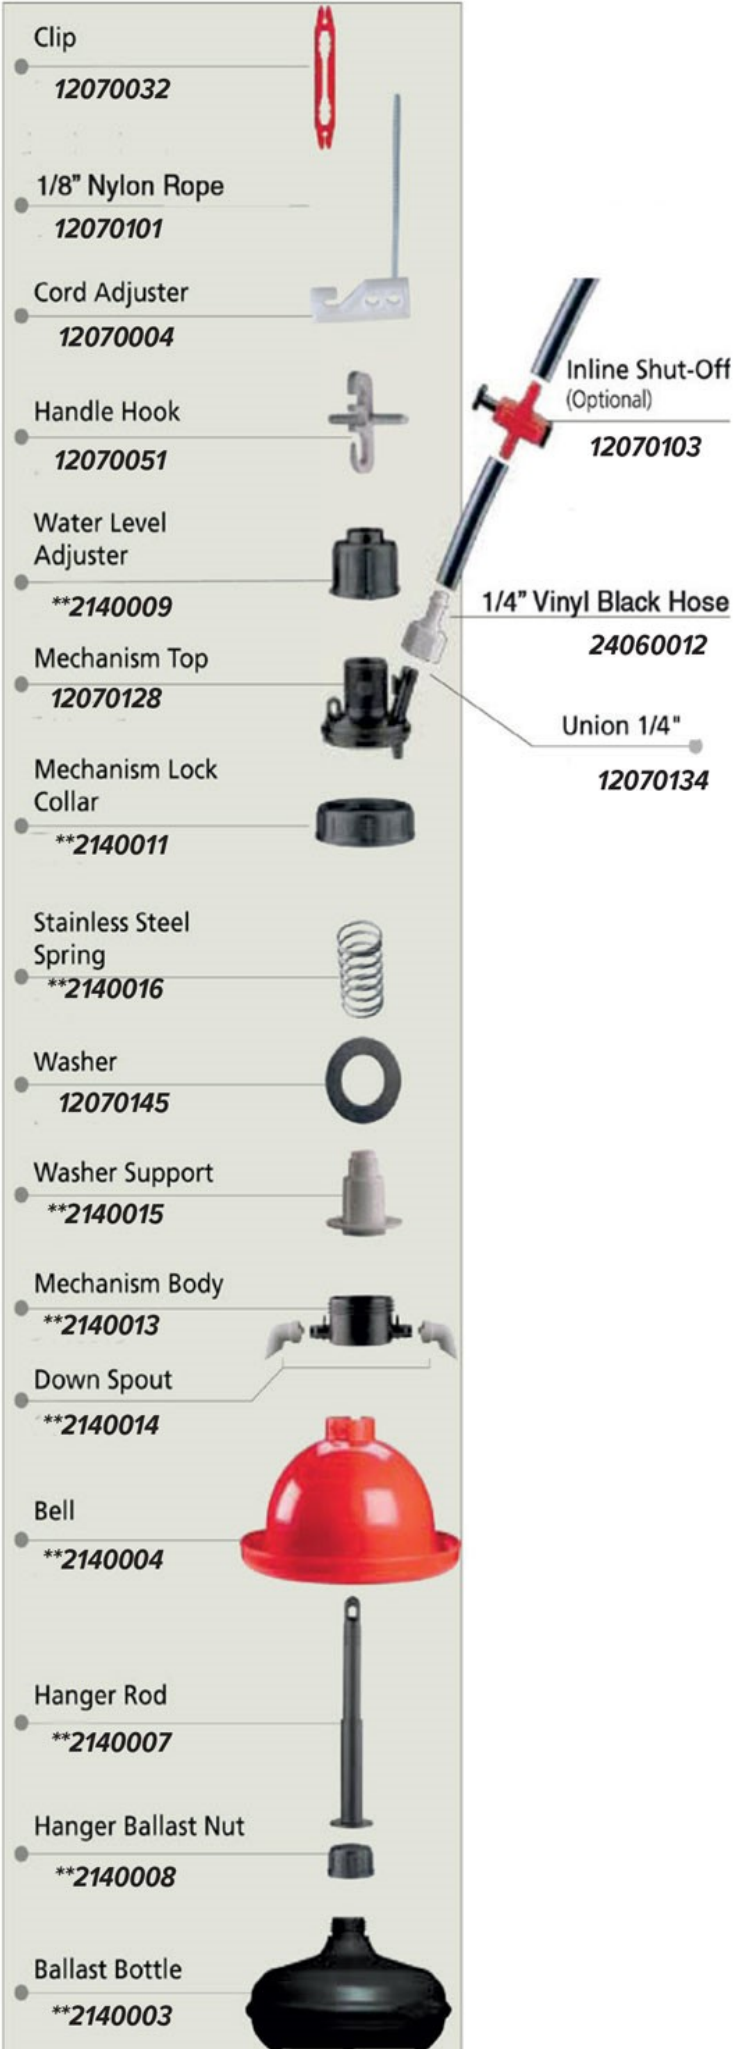 Clip
12070032
1/8” Nylon Rope
12070101
Cord Adjuster
12070004
Handle Hook
12070051
Water Level
Adjuster
**2140009
Mechanism Top
12070128
Mechanism Lock
Collar
**2140011
Stainless Steel
Spring
**2140016
Washer
12070145
Washer Support
**2140015
Mechanism Body
**2140013
Down Spout
**2140014
Bell
**2140004
Hanger Rod
**2140007
Hanger Ballast Nut
**2140008
Ballast Bottle
**2140003
Inline Shut-Off
(Optional)
12070103
1/4” Vinyl Black Hose
24060012
Union 1/4"
12070134